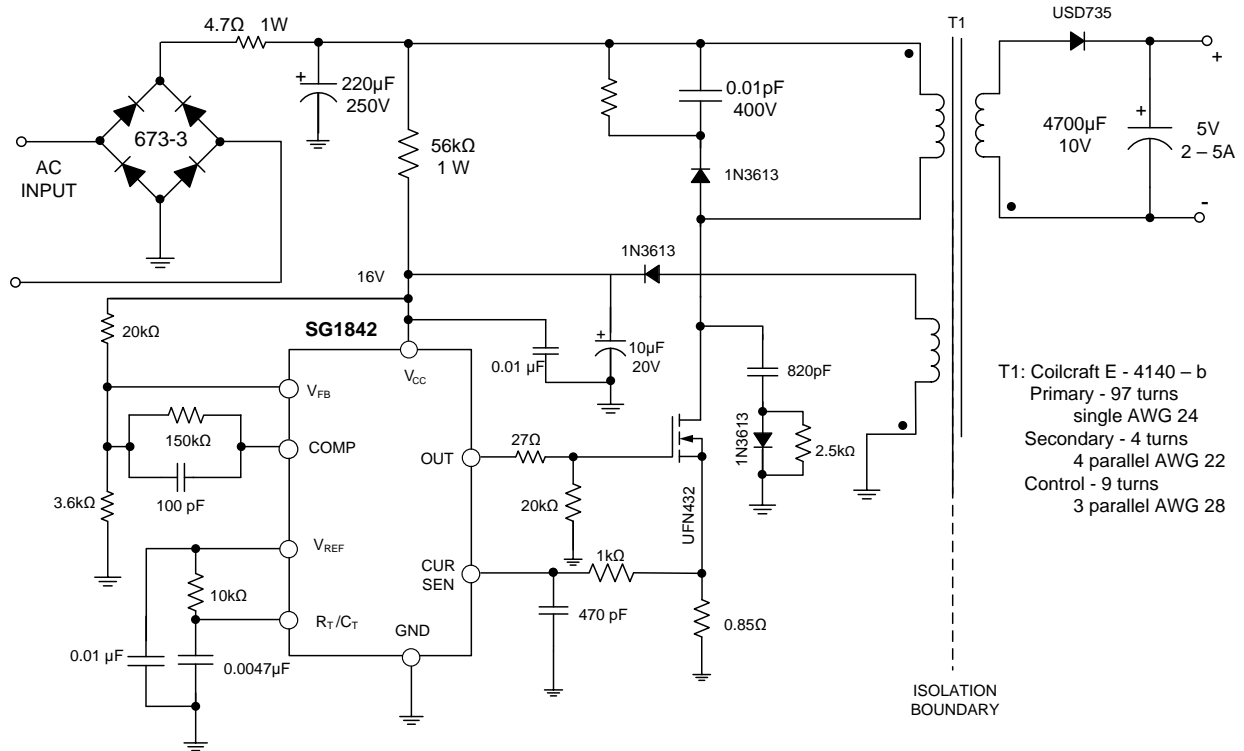 4.7Ω 1W
T1
USD735
+
220µF
250V
0.01pF
400V
673-3
AC
INPUT
56kΩ
1 W
+
4700µF
10V
+
5V
2 – 5A
-
1N3613
1N3613
16V
20kΩ
SG1842
VCC
0.01 µF
+
10µF
20V
820pF
VFB
150kΩ
COMP
100 pF
3.6kΩ
OUT
27Ω
20kΩ
UFN432
1N3613
2.5kΩ
T1: Coilcraft E - 4140 – b
Primary - 97 turns
single AWG 24
Secondary - 4 turns
4 parallel AWG 22
Control - 9 turns
3 parallel AWG 28
VREF
10kΩ
RT/CT
CUR
SEN
1kΩ
470 pF
0.85Ω
GND
0.01 µF
0.0047µF
ISOLATION
BOUNDARY